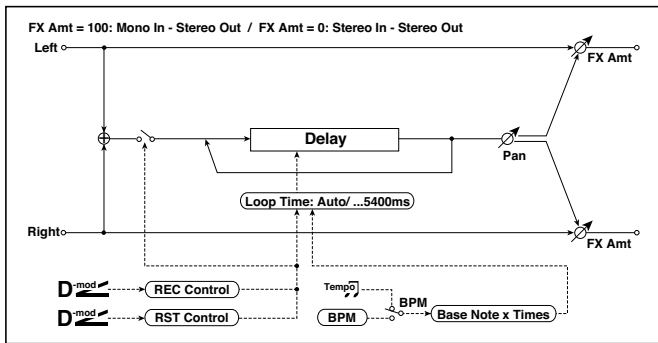 FX Amt = 100: Mono In - Stereo Out / FX Amt = 0: Stereo In - Stereo Out
Left
FX Amt
Delay
Pan
Loop Time: Auto/ ...5400ms
Right
FX Amt
D-mod
REC Control
Tempo
BPM
D-mod
RST Control
BPM
Base Note x Times